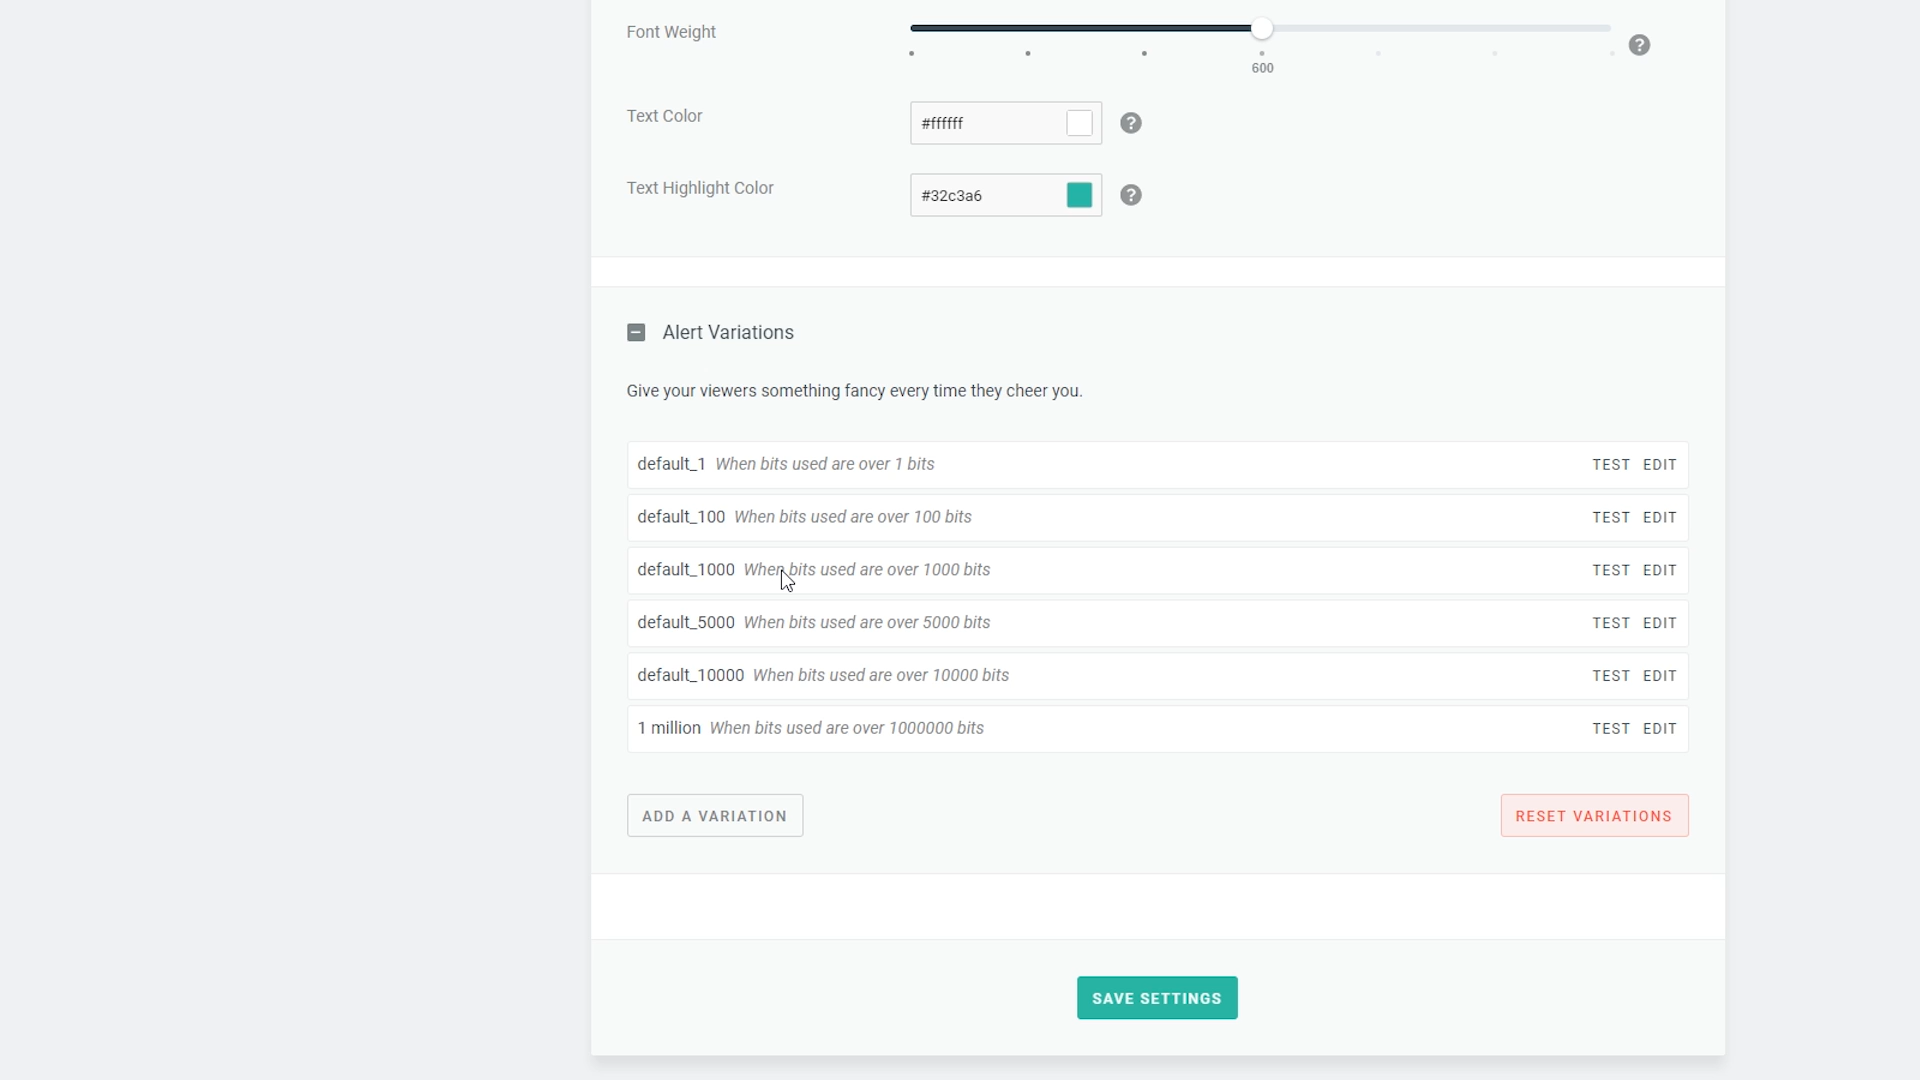 Font Weight
600
?
Text Color
#ffffff
?
Text Highlight Color
#32c3a6
?
Alert Variations
Give your viewers something fancy every time they cheer you.
default_1 When bits used are over 1 bits TEST EDIT
default_100 When bits used are over 100 bits TEST EDIT
default_1000 When bits used are over 1000 bits TEST EDIT
default_5000 When bits used are over 5000 bits TEST EDIT
default_10000 When bits used are over 10000 bits TEST EDIT
1 million When bits used are over 1000000 bits TEST EDIT
ADD A VARIATION
RESET VARIATIONS
SAVE SETTINGS